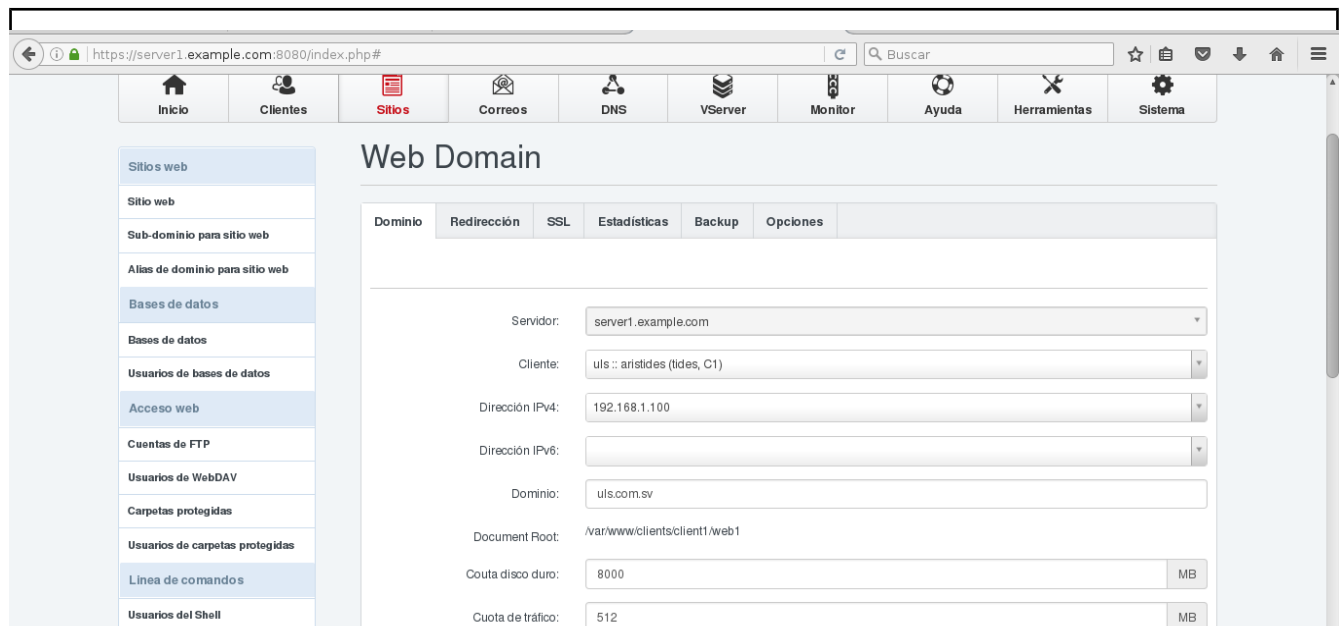 https://server1.example.com:8080/index.php#
Buscar
Inicio
Clientes
Sitios
Correos
DNS
VServer
Monitor
Ayuda
Herramientas
Sistema
Sitios web
Sitio web
Sub-dominio para sitio web
Alias de dominio para sitio web
Bases de datos
Bases de datos
Usuarios de bases de datos
Acceso web
Cuentas de FTP
Usuarios de WebDAV
Carpetas protegidas
Usuarios de carpetas protegidas
Linea de comandos
Usuarios del Shell
Web Domain
Dominio
Redirección
SSL
Estadísticas
Backup
Opciones
Servidor: server1.example.com
Cliente: uls :: aristides (tides, C1)
Dirección IPv4: 192.168.1.100
Dirección IPv6:
Dominio: uls.com.sv
Document Root: /var/www/clients/client1/web1
Couta disco duro: 8000 MB
Cuota de tráfico: 512 MB